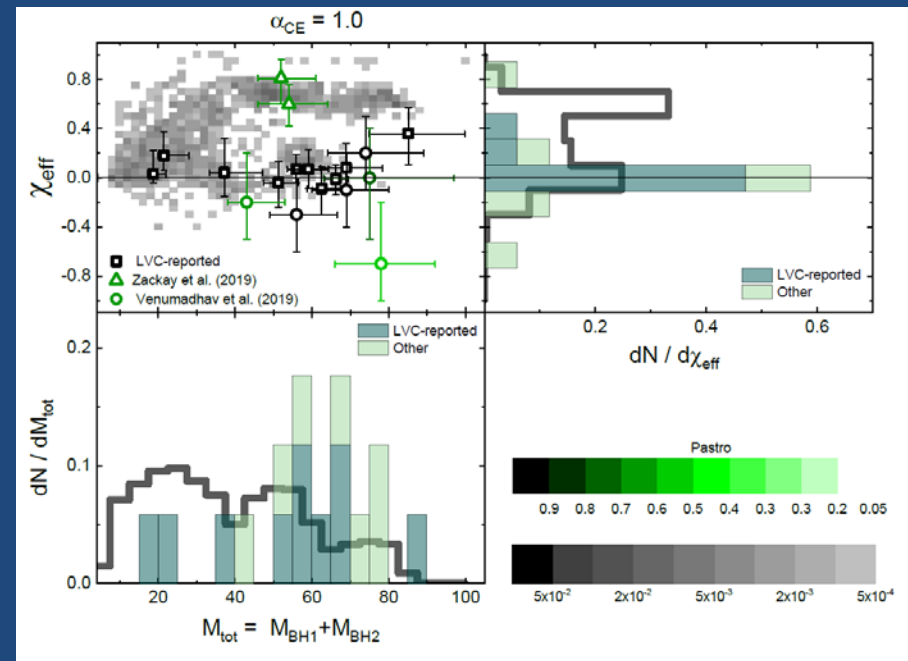 α_CE = 1.0
0.8
0.4
χ_eff
0.0
-0.4
-0.8
LVC-reported
Zackay et al. (2019)
Venumadhav et al. (2019)
LVC-reported
Other
0.2 0.4 0.6
dN / dχ_eff
0.2
LVC-reported
Other
dN / dM_tot
0.1
0.0
20 40 60 80 100
M_tot = M_BH1+M_BH2
Pastro
0.9 0.8 0.7 0.6 0.5 0.4 0.3 0.3 0.2 0.05
5x10⁻² 2x10⁻² 5x10⁻³ 2x10⁻³ 5x10⁻⁴